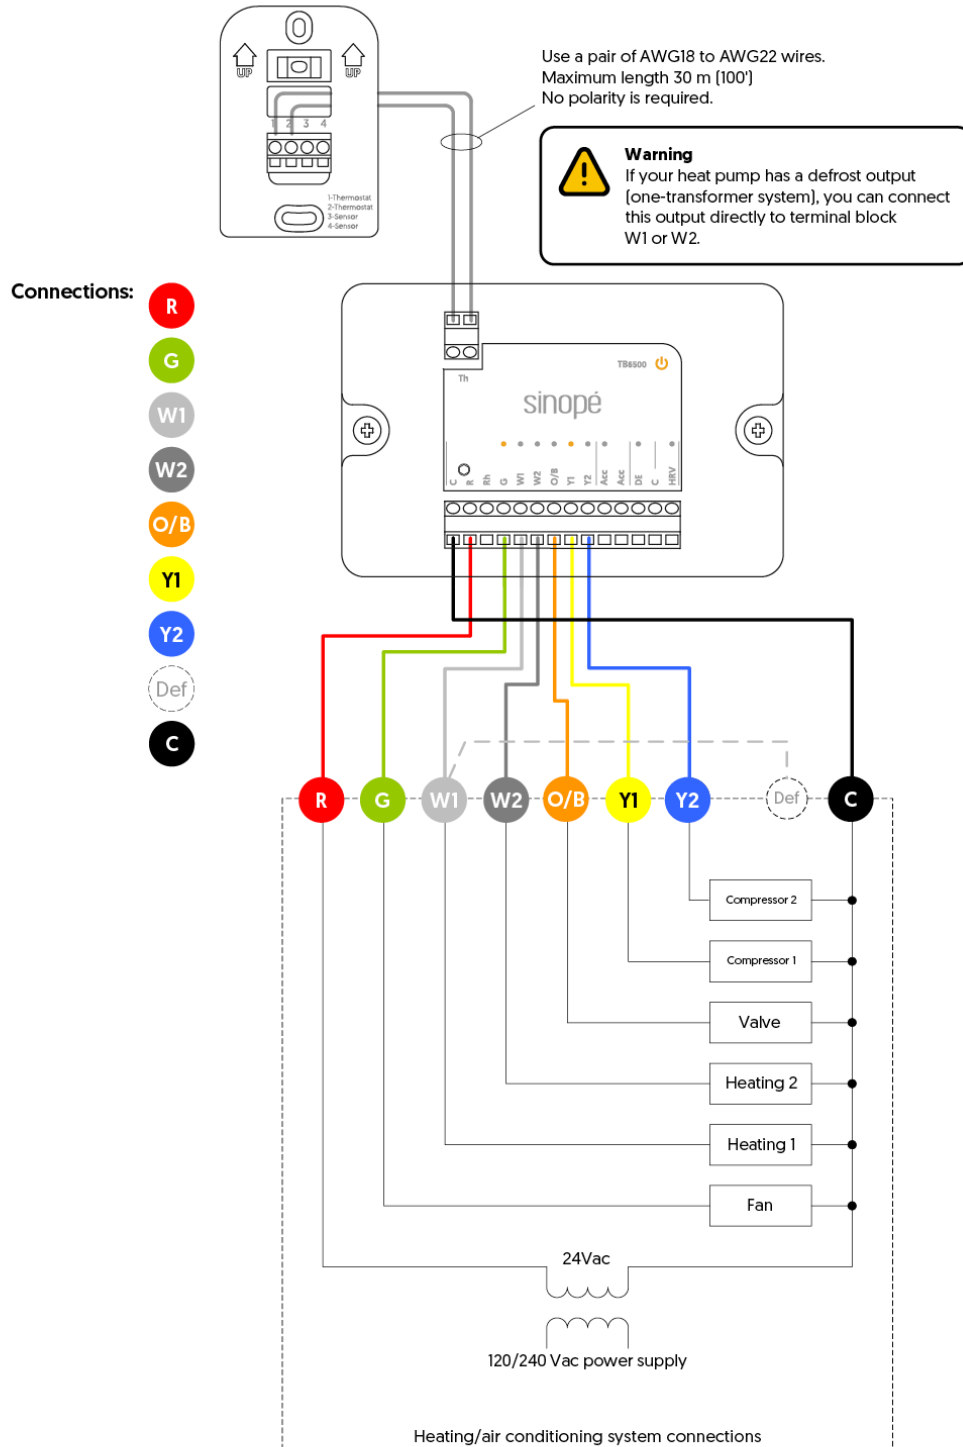 UP
UP
1 2 3 4
1-Thermostat
2-Thermostat
3-Sensor
4-Sensor
Use a pair of AWG18 to AWG22 wires.
Maximum length 30 m (100')
No polarity is required.
Warning
If your heat pump has a defrost output
(one-transformer system), you can connect
this output directly to terminal block
W1 or W2.
Connections:
R
G
W1
W2
O/B
Y1
Y2
Def
C
Th
TB6500
sinopé
C R Rh G W1 W2 O/B Y1 Y2 Acc Acc DE C HRV
R G W1 W2 O/B Y1 Y2 Def C
Compressor 2
Compressor 1
Valve
Heating 2
Heating 1
Fan
24Vac
120/240 Vac power supply
Heating/air conditioning system connections